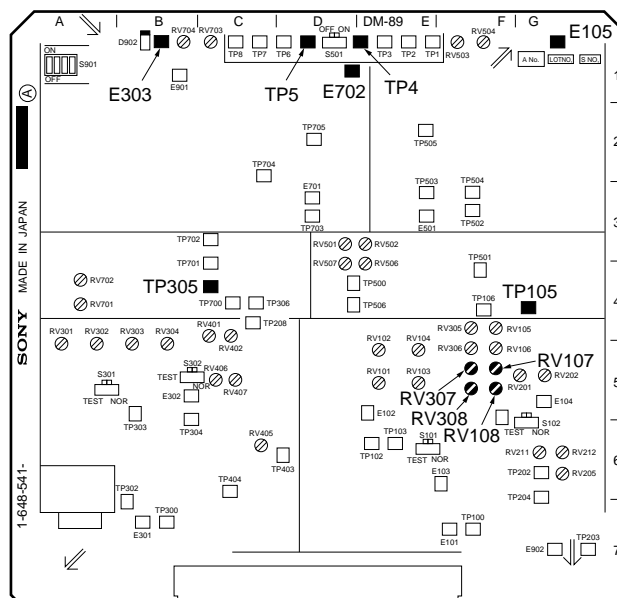 A B C D DM-89 E F G
D902 RV704 RV703 OFF ON RV503 RV504 E105
ON S901 OFF
TP8 TP7 TP6 S501 TP3 TP2 TP1
A No. LOTNO. S NO.
E303 E901 TP5 E702 TP4 1
A
TP705 TP505 2
TP704
E701 TP503 TP504
TP703 E501 TP502 3
TP702 RV501 RV502
TP701 RV507 RV506 TP501
RV702 TP305 TP500 4
RV701 TP700 TP306 TP506 TP106 TP105
TP208
RV301 RV302 RV303 RV304 RV401 RV402 RV102 RV104 RV305 RV105
RV306 RV106
S301 S302 TEST NOR RV406 RV407 RV101 RV103 RV307 RV107 RV201 RV202 5
TEST NOR E302 RV308 E104
TP303 TP304 E102 RV108 TEST NOR S102
RV405 TP102 TP103 S101 TEST NOR RV211 RV212 6
TP403 TP202 RV205
TP404 E103 TP204
TP302
E301 TP300 E101 TP100
E902 TP203 7
SONY MADE IN JAPAN
1-648-541-